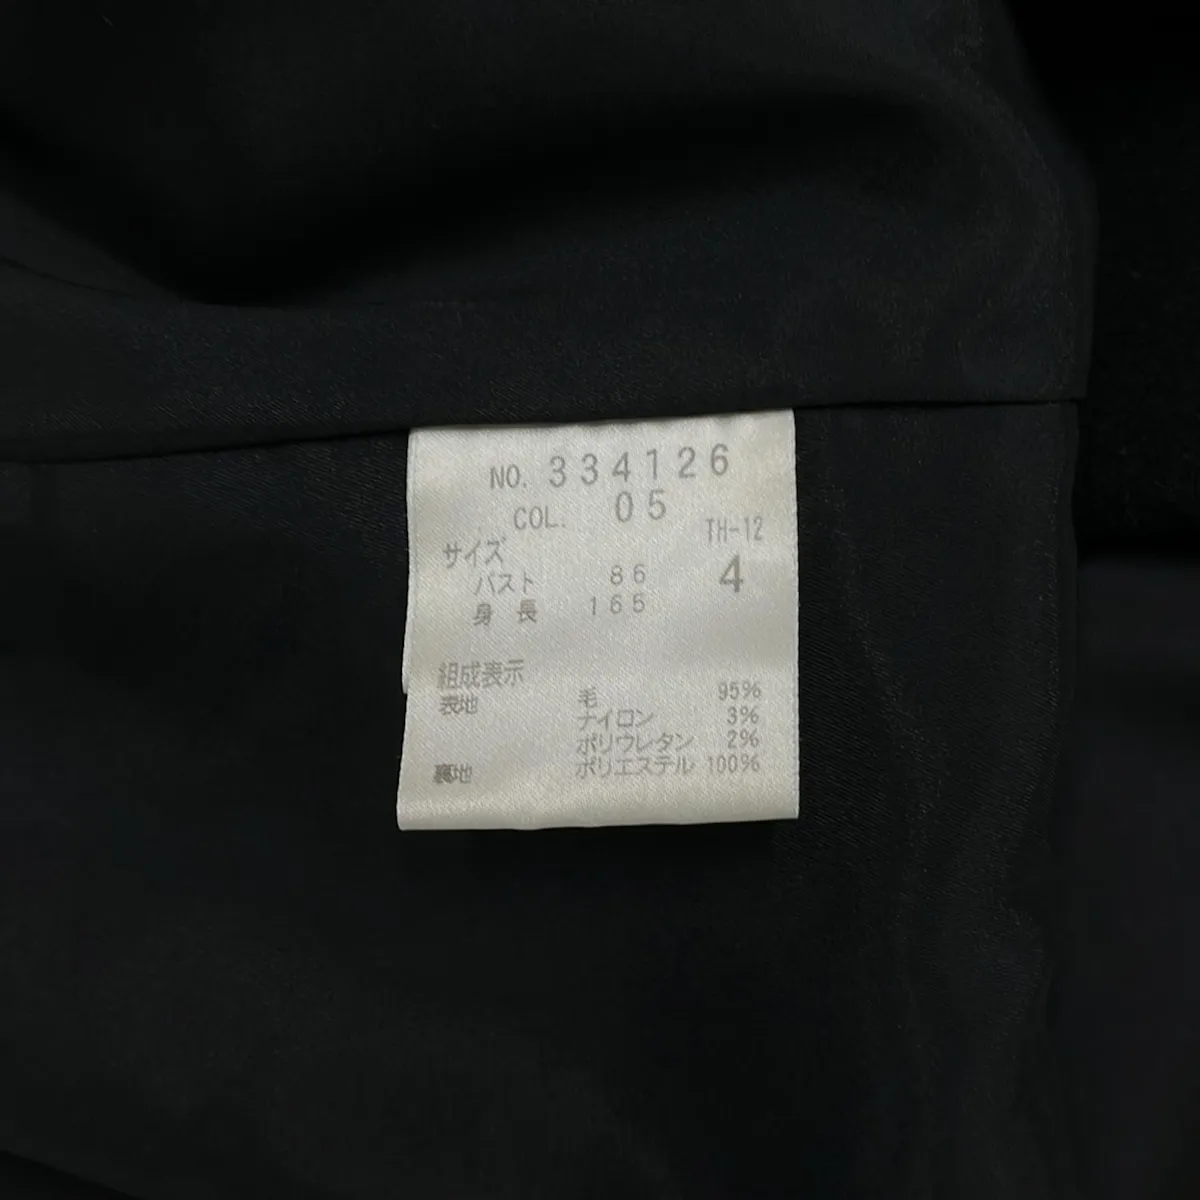 NO. 334126
COL. 05
TH-12
サイズ
バスト 86 4
身長 165
組成表示
表地 毛 95%
ナイロン 3%
ポリウレタン 2%
裏地 ポリエステル 100%